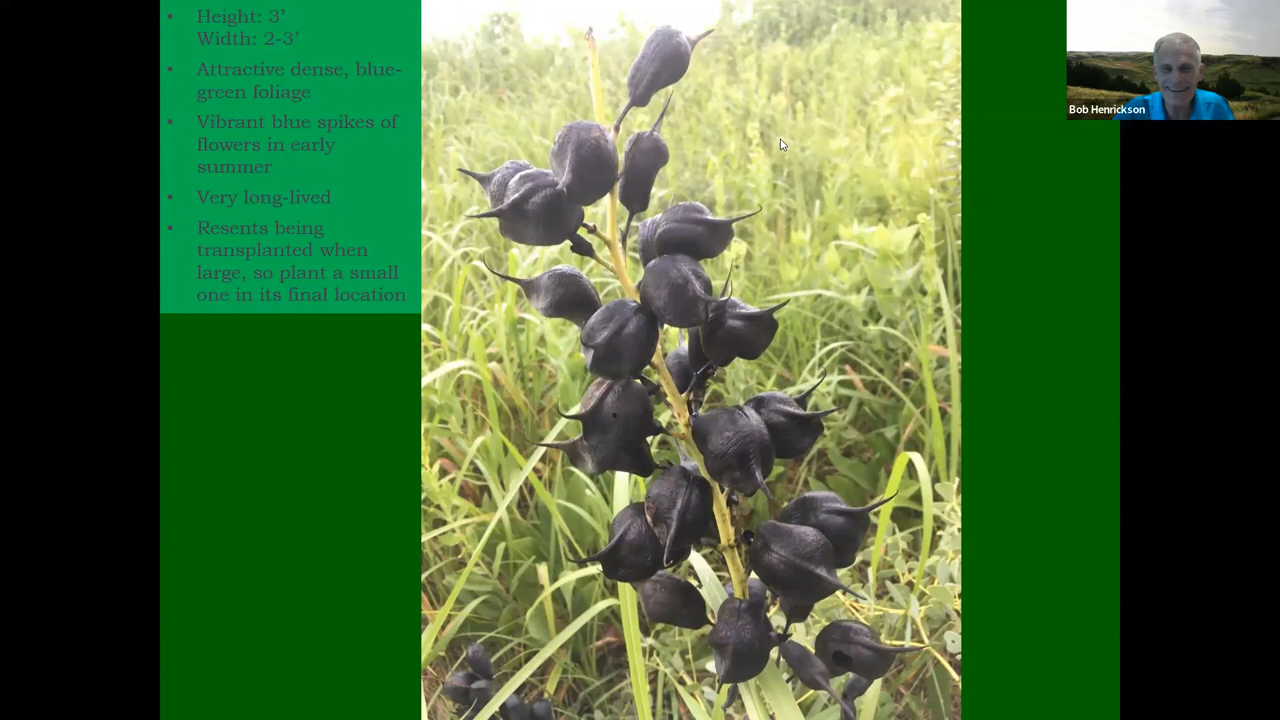 • Height: 3’
Width: 2-3’
• Attractive dense, blue-
green foliage
• Vibrant blue spikes of
flowers in early
summer
• Very long-lived
• Resents being
transplanted when
large, so plant a small
one in its final location
Bob Henrickson